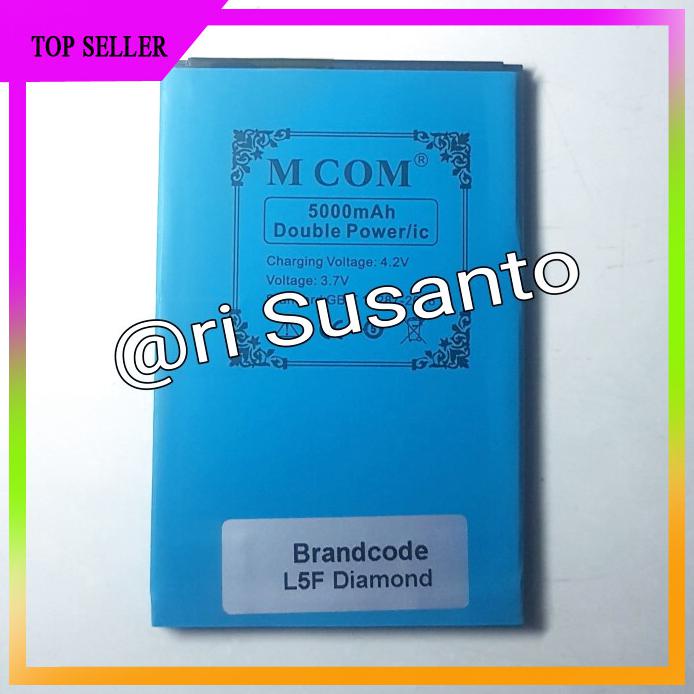 TOP SELLER
M COM®
5000mAh
Double Power/ic
Charging Voltage: 4.2V
Voltage: 3.7V
@ri Susanto
Brandcode
L5F Diamond